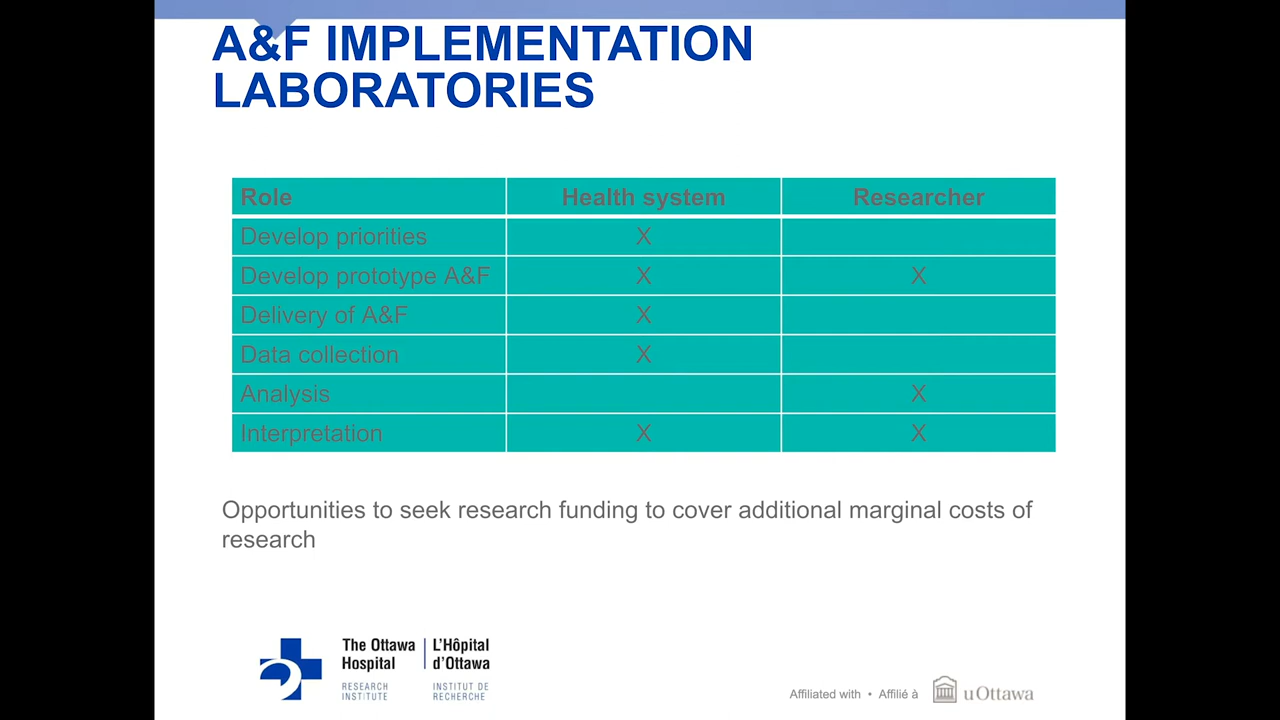 A&F IMPLEMENTATION
LABORATORIES
Role Health system Researcher
Develop priorities X
Develop prototype A&F X X
Delivery of A&F X
Data collection X
Analysis X
Interpretation X X
Opportunities to seek research funding to cover additional marginal costs of
research
The Ottawa L'Hôpital
Hospital d'Ottawa
RESEARCH INSTITUT DE
INSTITUTE RECHERCHE
Affiliated with • Affilié à uOttawa